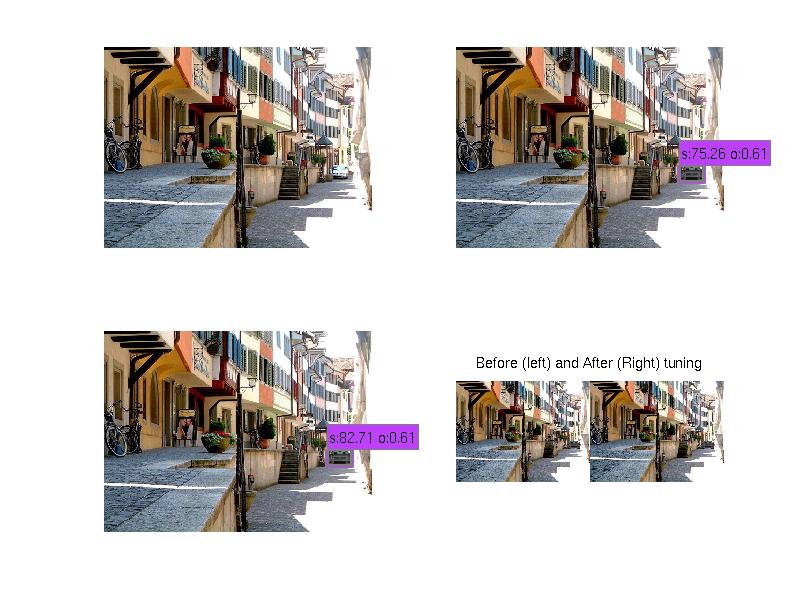 s:75.26 o:0.61
s:82.71 o:0.61
Before (left) and After (Right) tuning